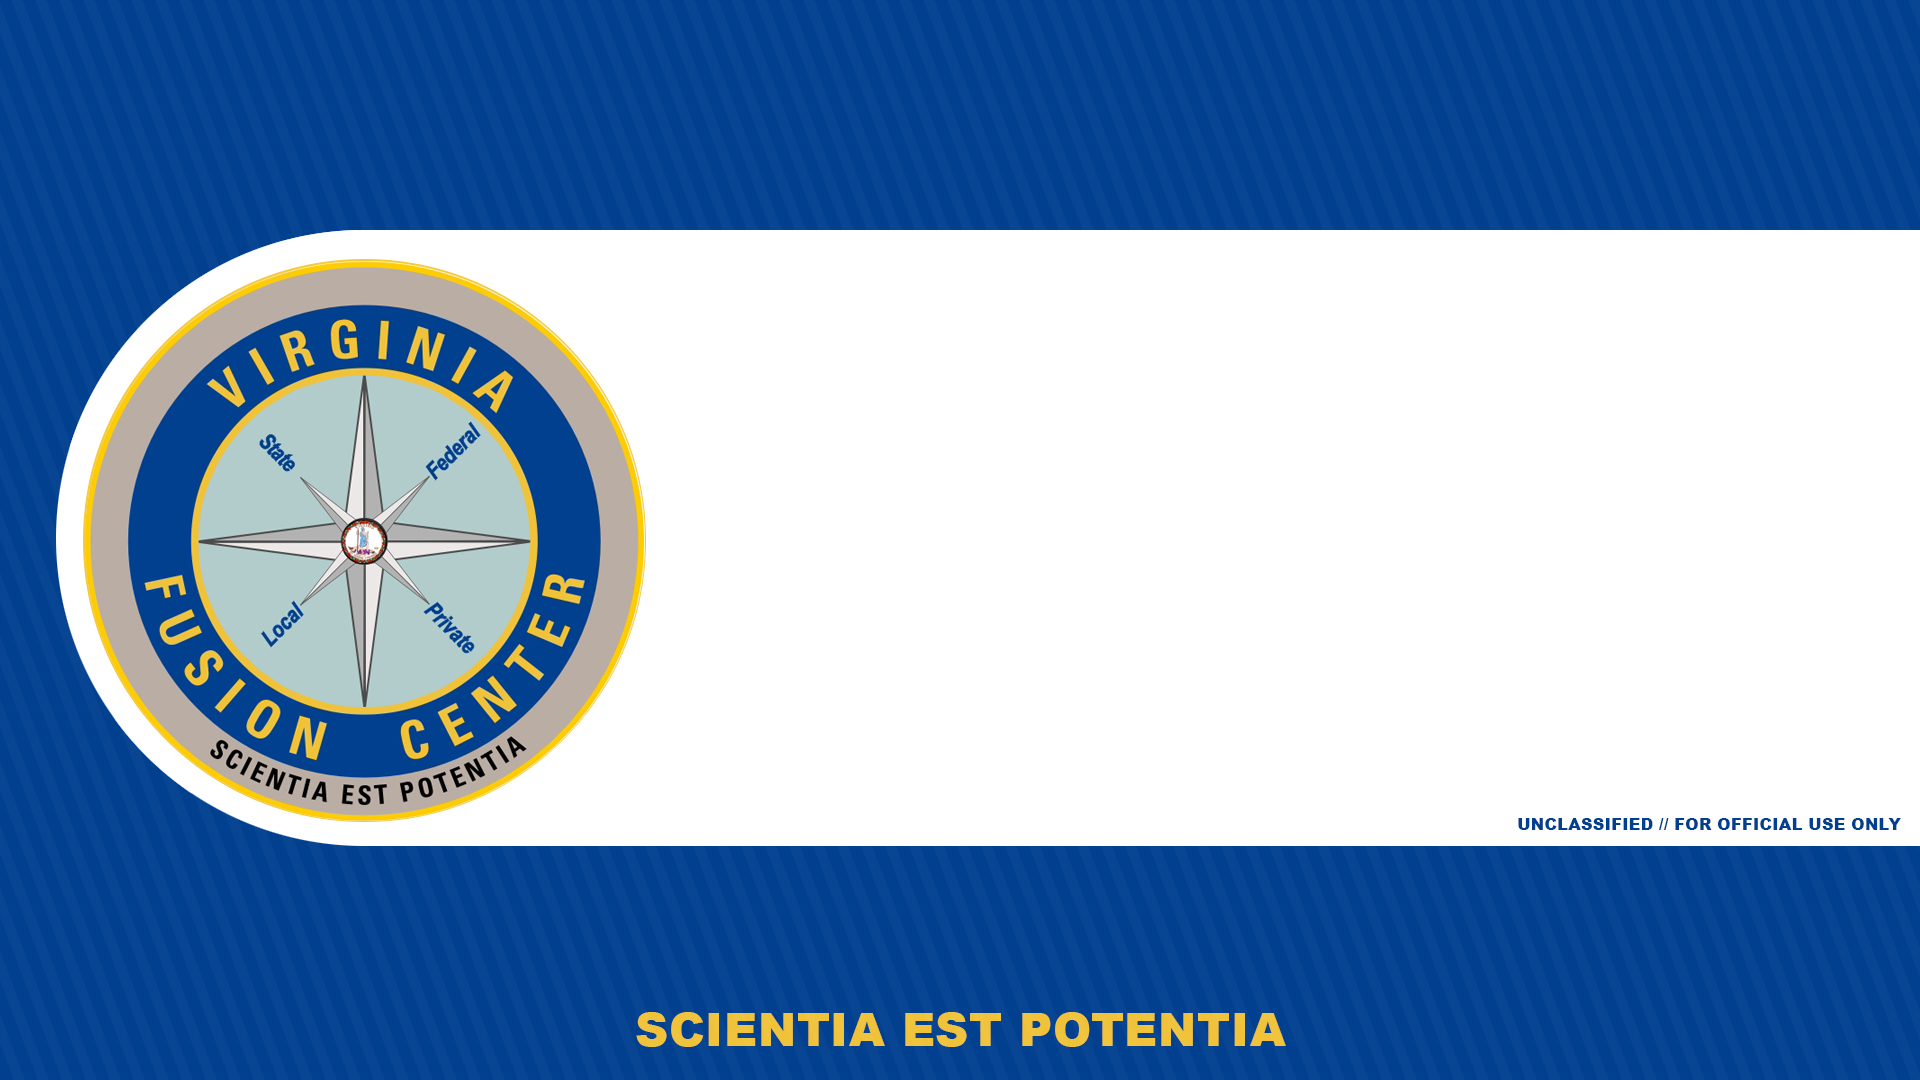 VIRGINIA
State
Federal
Local
Private
FUSION CENTER
SCIENTIA EST POTENTIA
UNCLASSIFIED // FOR OFFICIAL USE ONLY
SCIENTIA EST POTENTIA